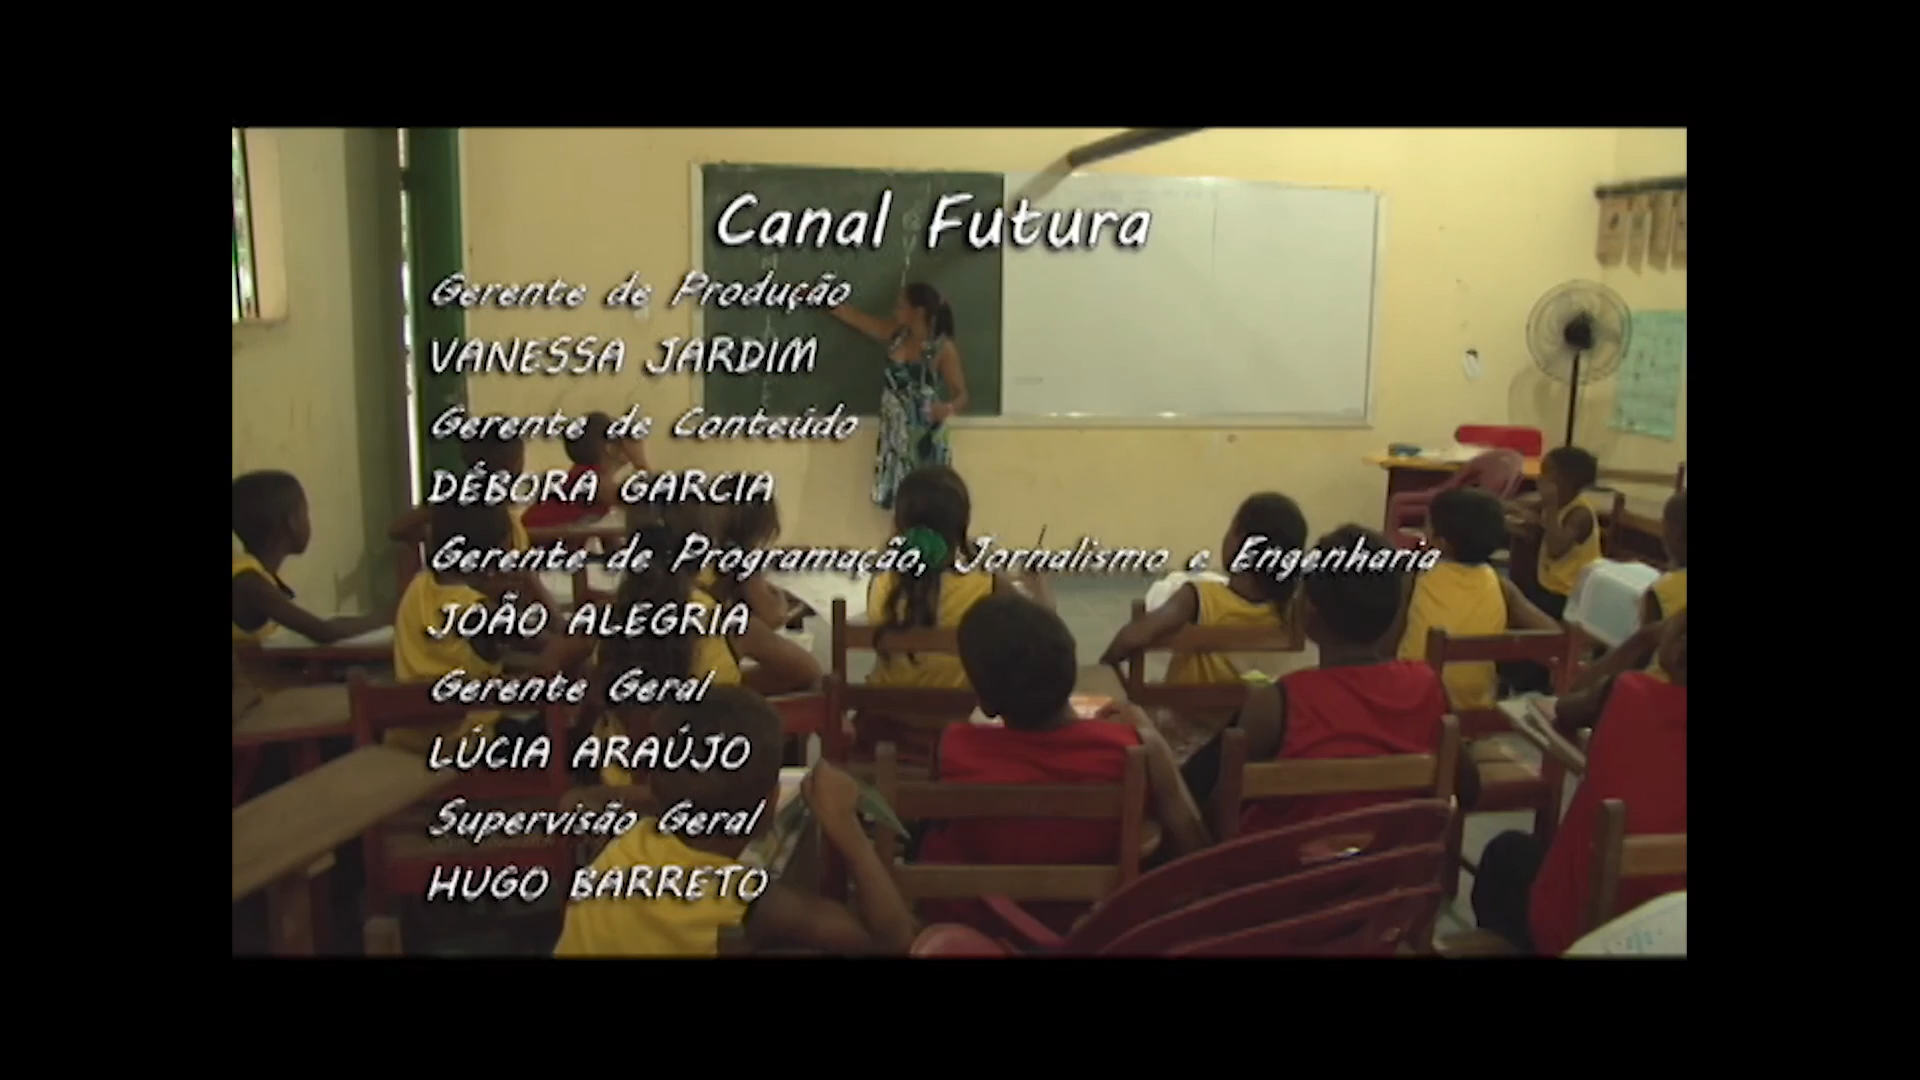 Canal Futura
Gerente de Produção
VANESSA JARDIM
Gerente de Conteúdo
DÉBORA GARCIA
Gerente de Programação, Jornalismo e Engenharia
JOÃO ALEGRIA
Gerente Geral
LÚCIA ARAÚJO
Supervisão Geral
HUGO BARRETO